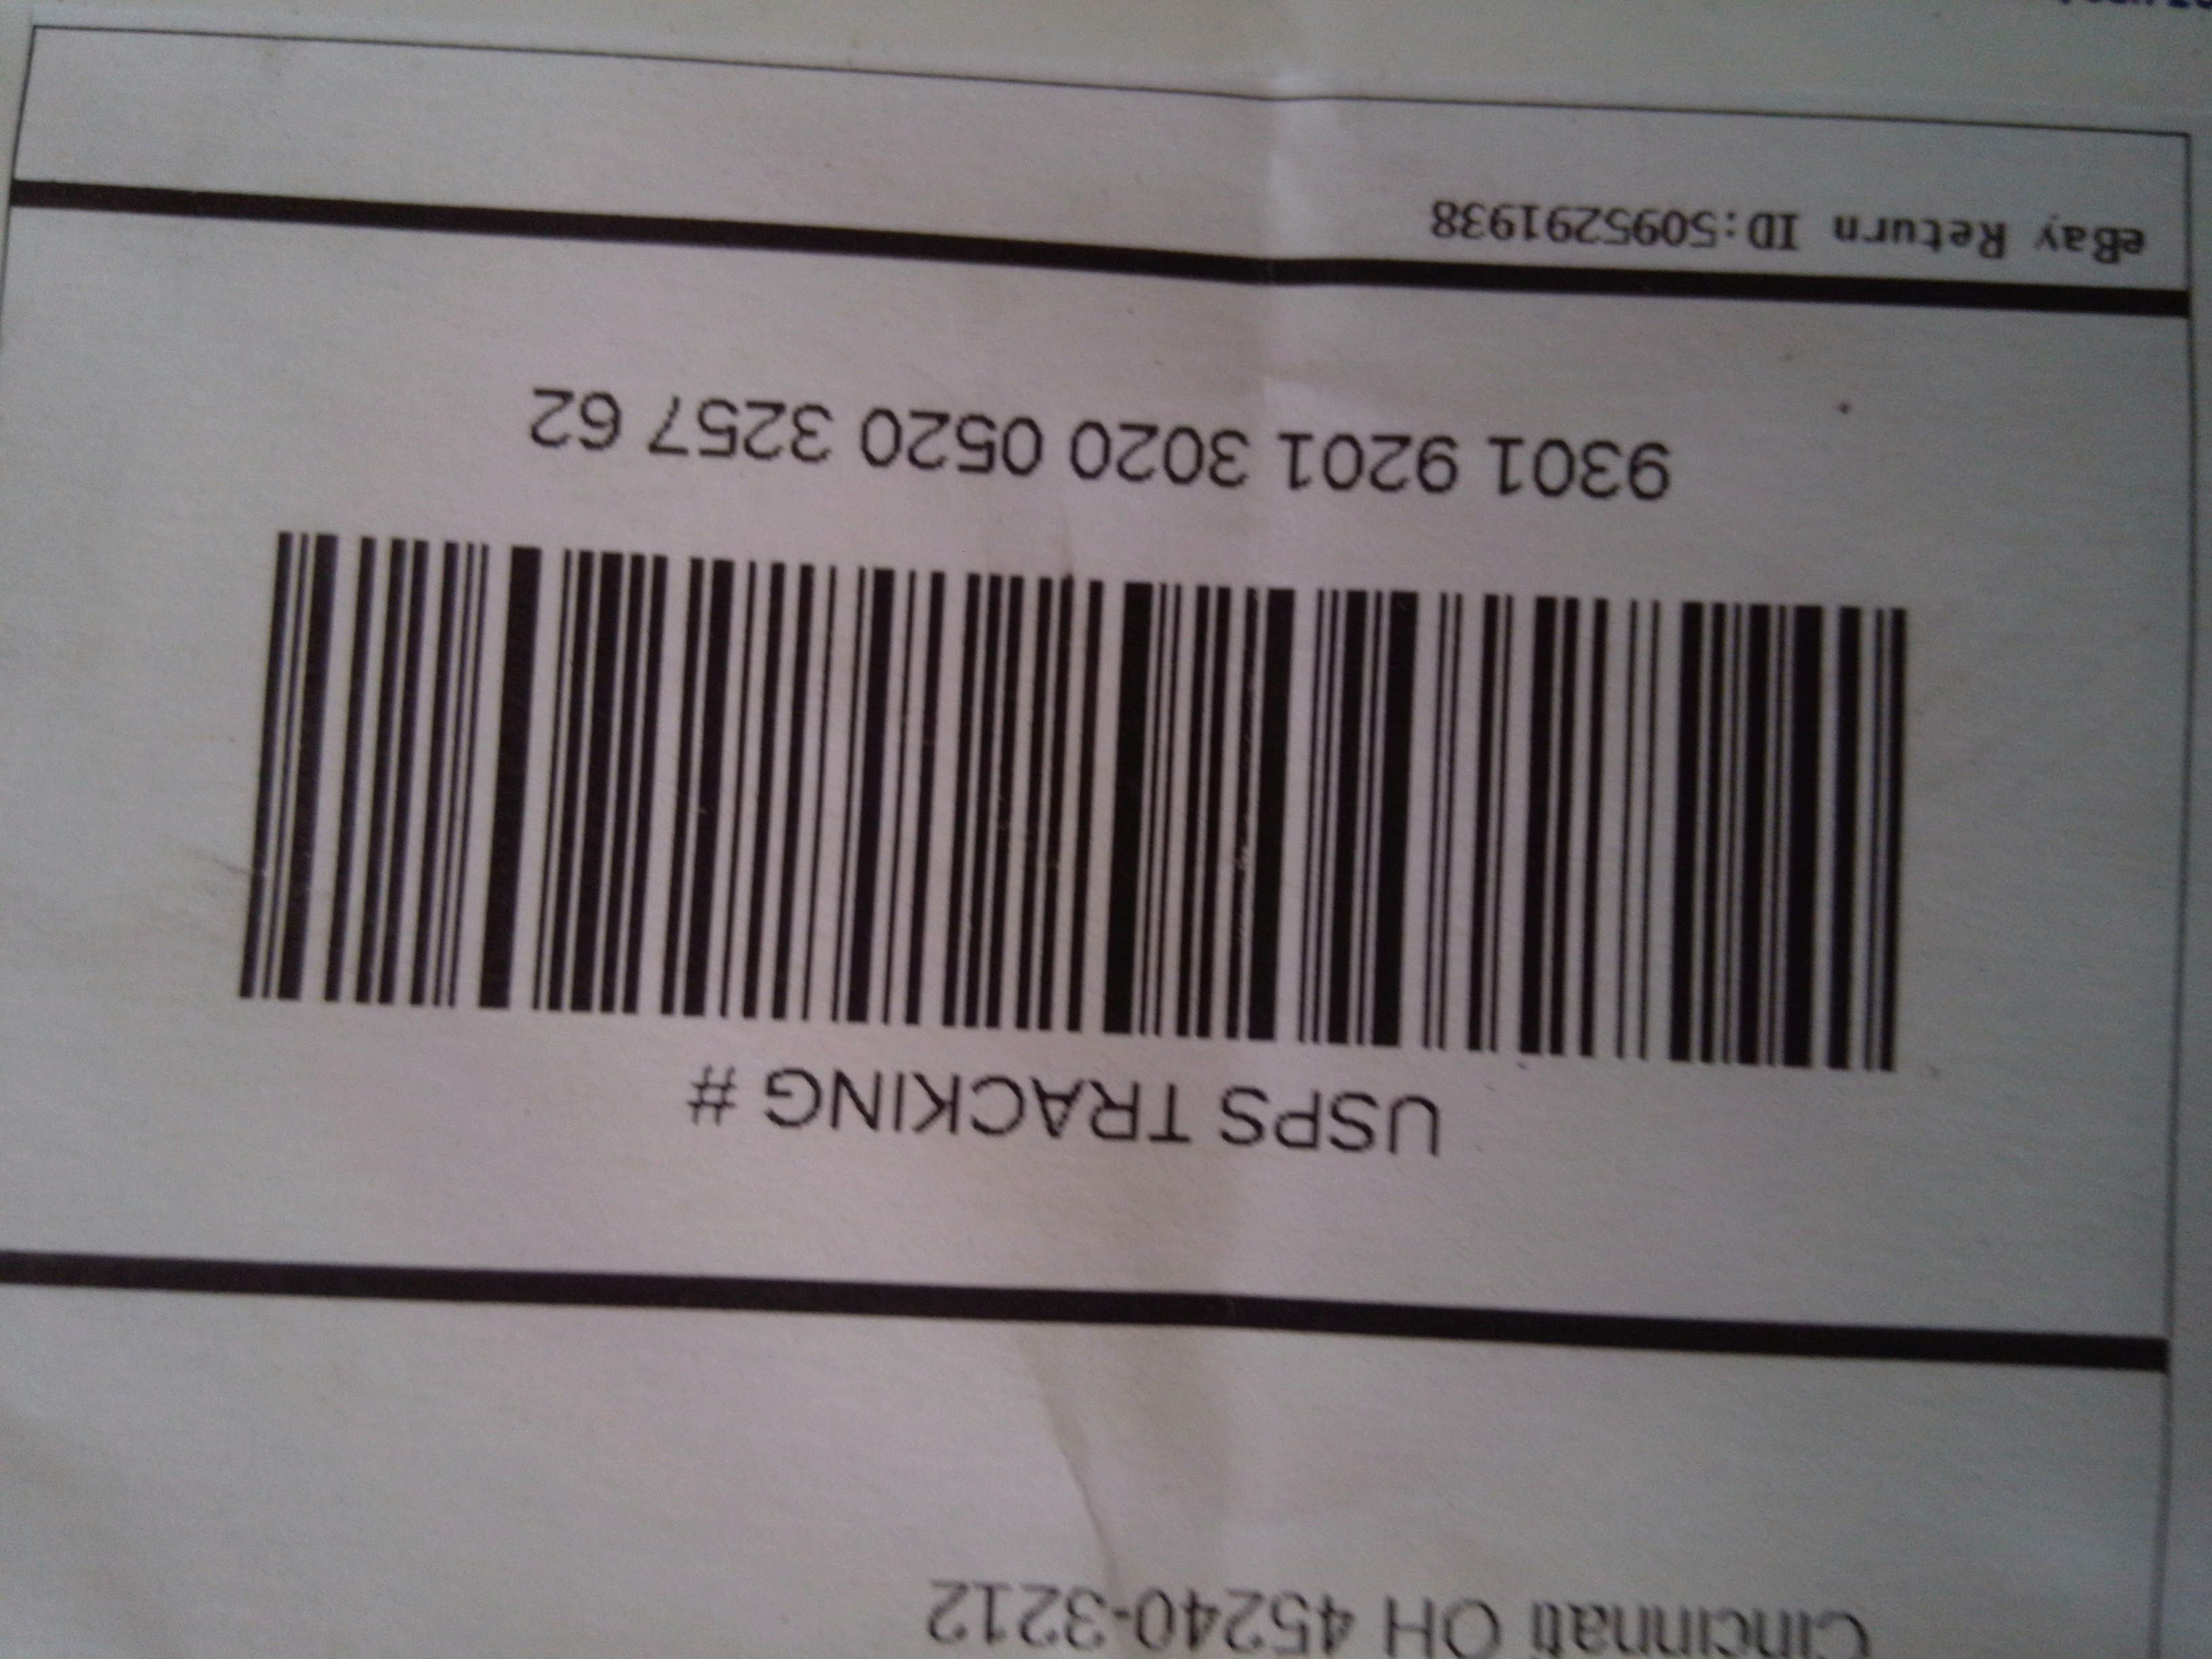 Cincinnati OH 45240-3212
USPS TRACKING #
9301 9201 3020 0520 3257 62
eBay Return ID:5095291938